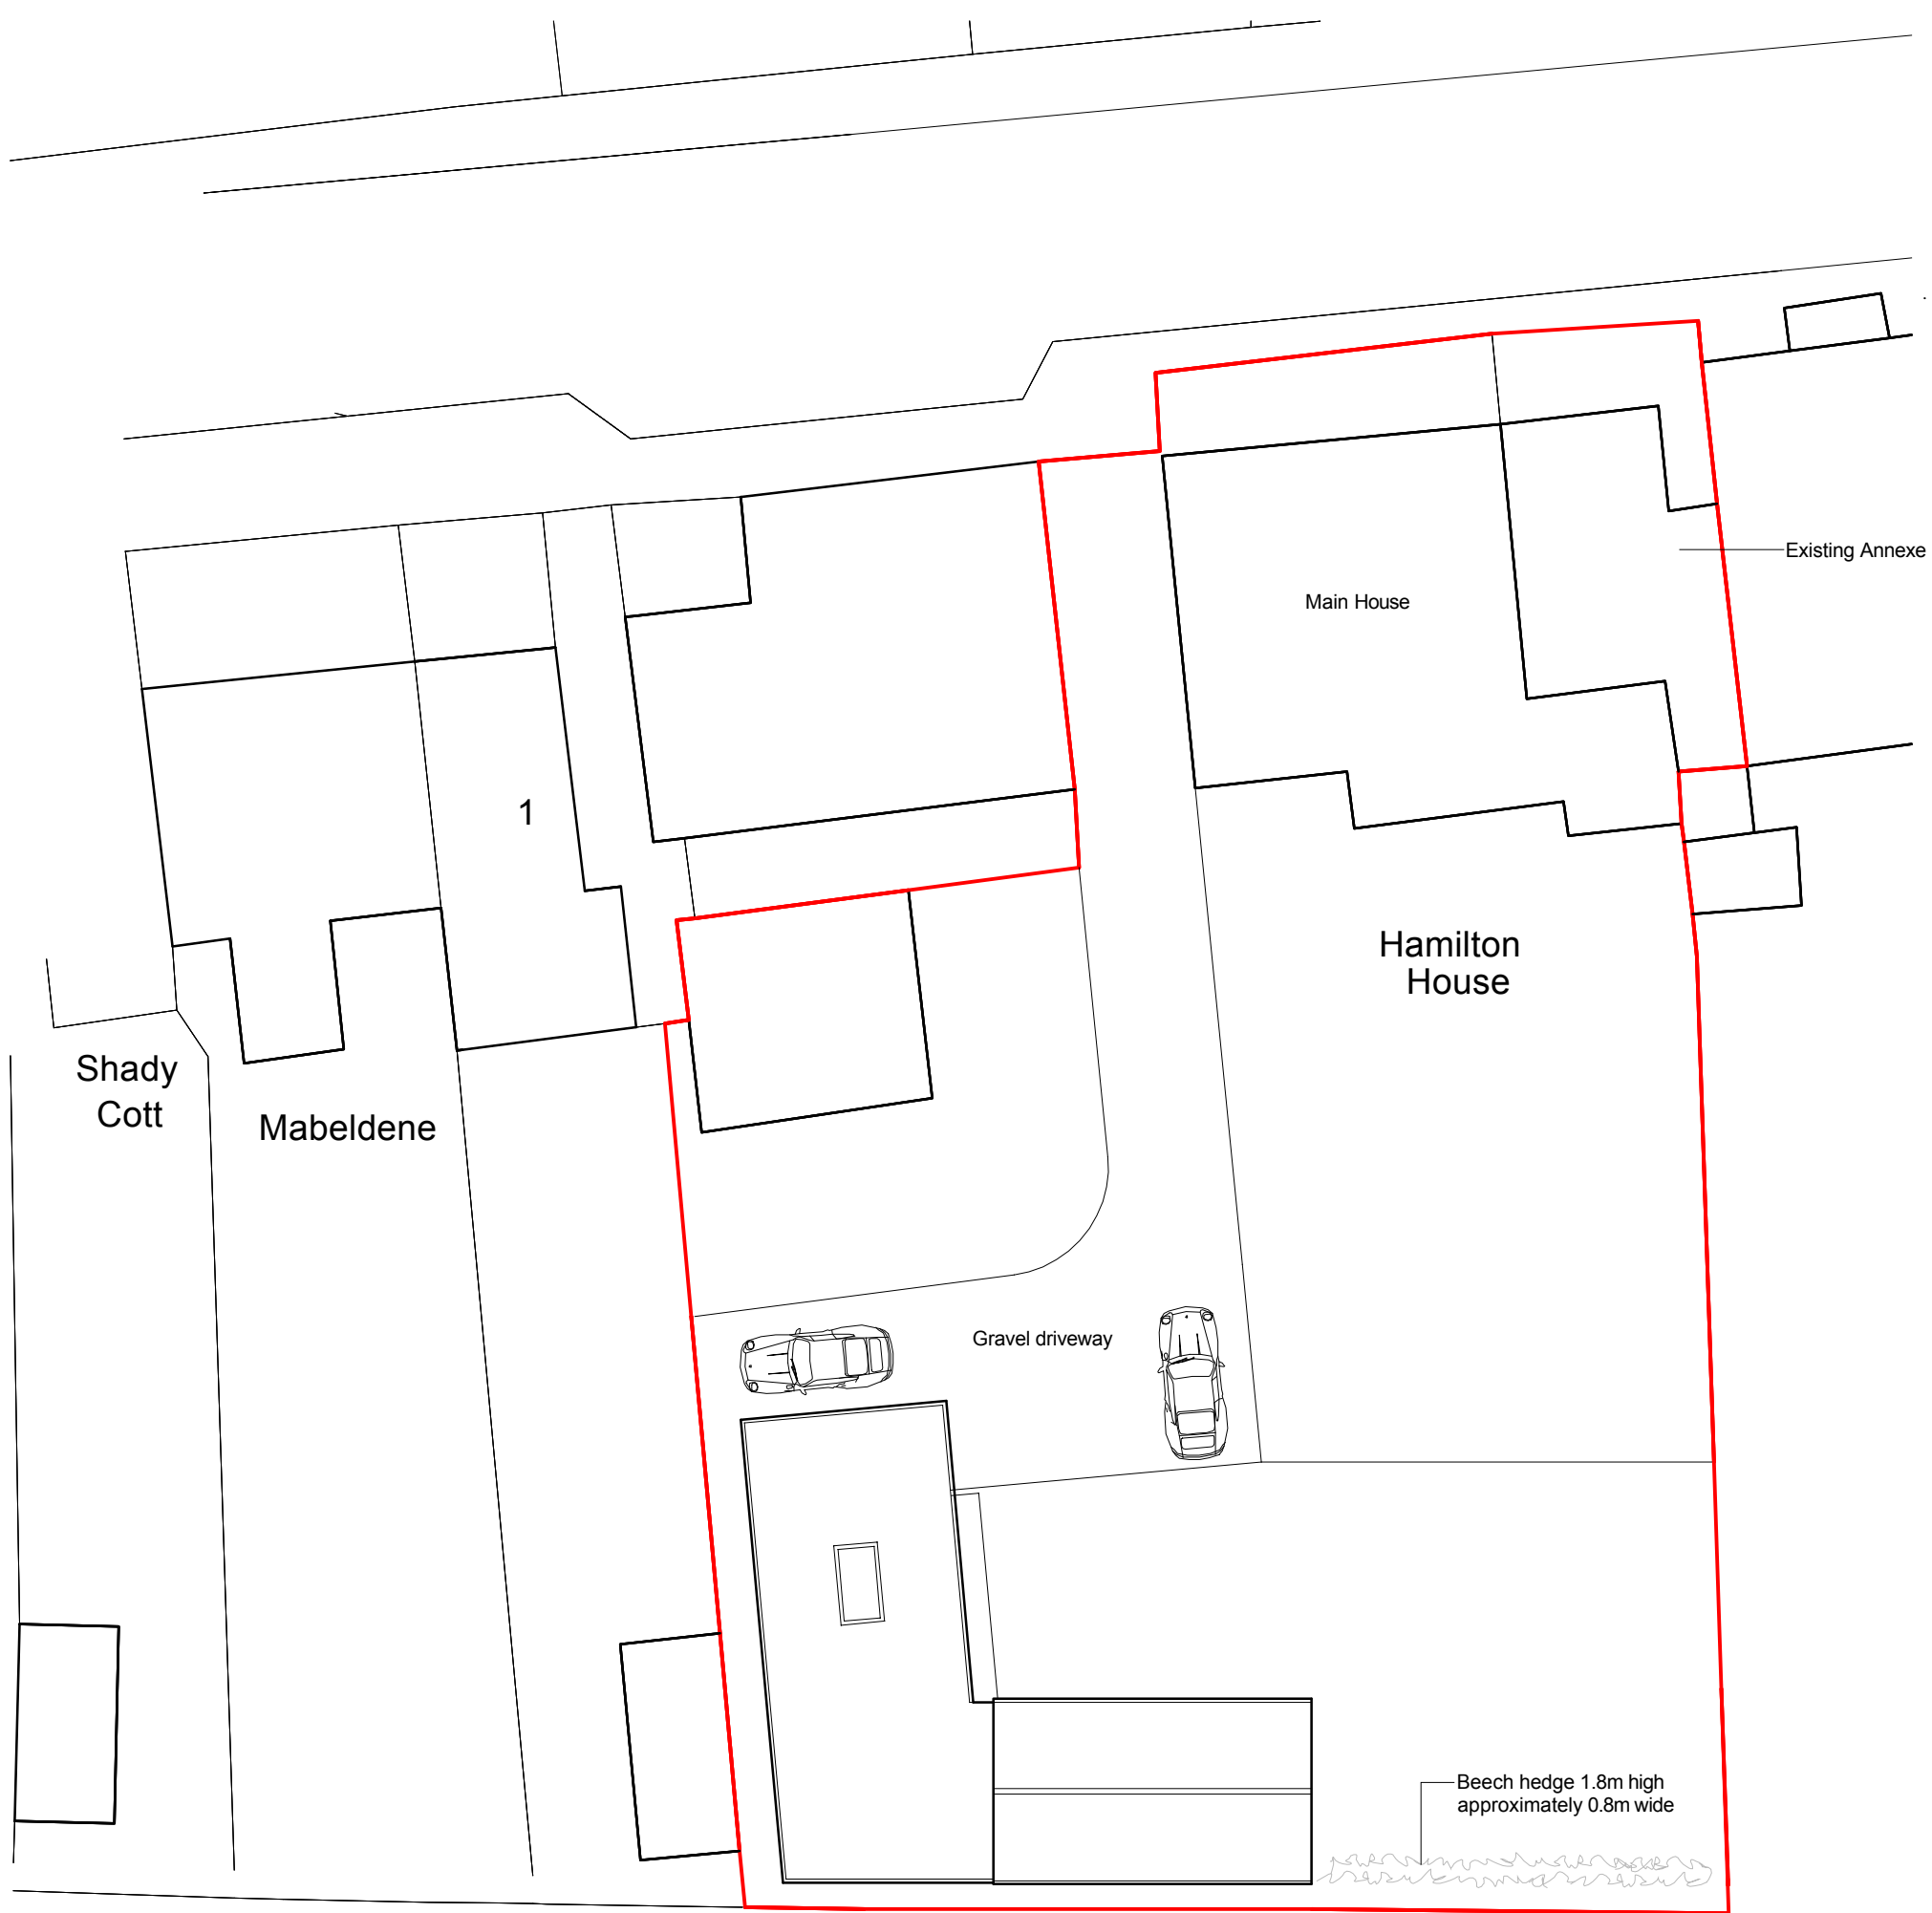 Existing Annexe
Main House
1
Hamilton
House
Shady
Cott
Mabeldene
Gravel driveway
Beech hedge 1.8m high
approximately 0.8m wide